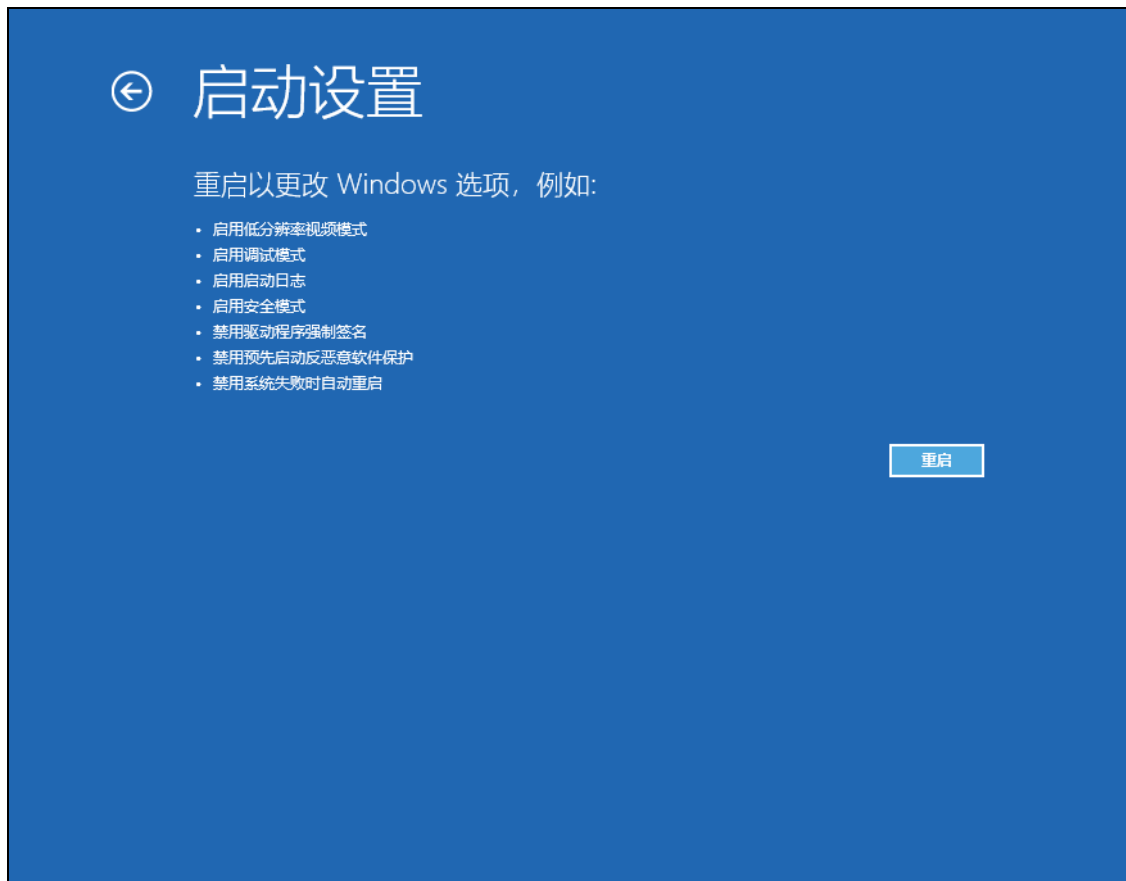 启动设置
重启以更改 Windows 选项，例如:
• 启用低分辨率视频模式
• 启用调试模式
• 启用启动日志
• 启用安全模式
• 禁用驱动程序强制签名
• 禁用预先启动反恶意软件保护
• 禁用系统失败时自动重启
重启